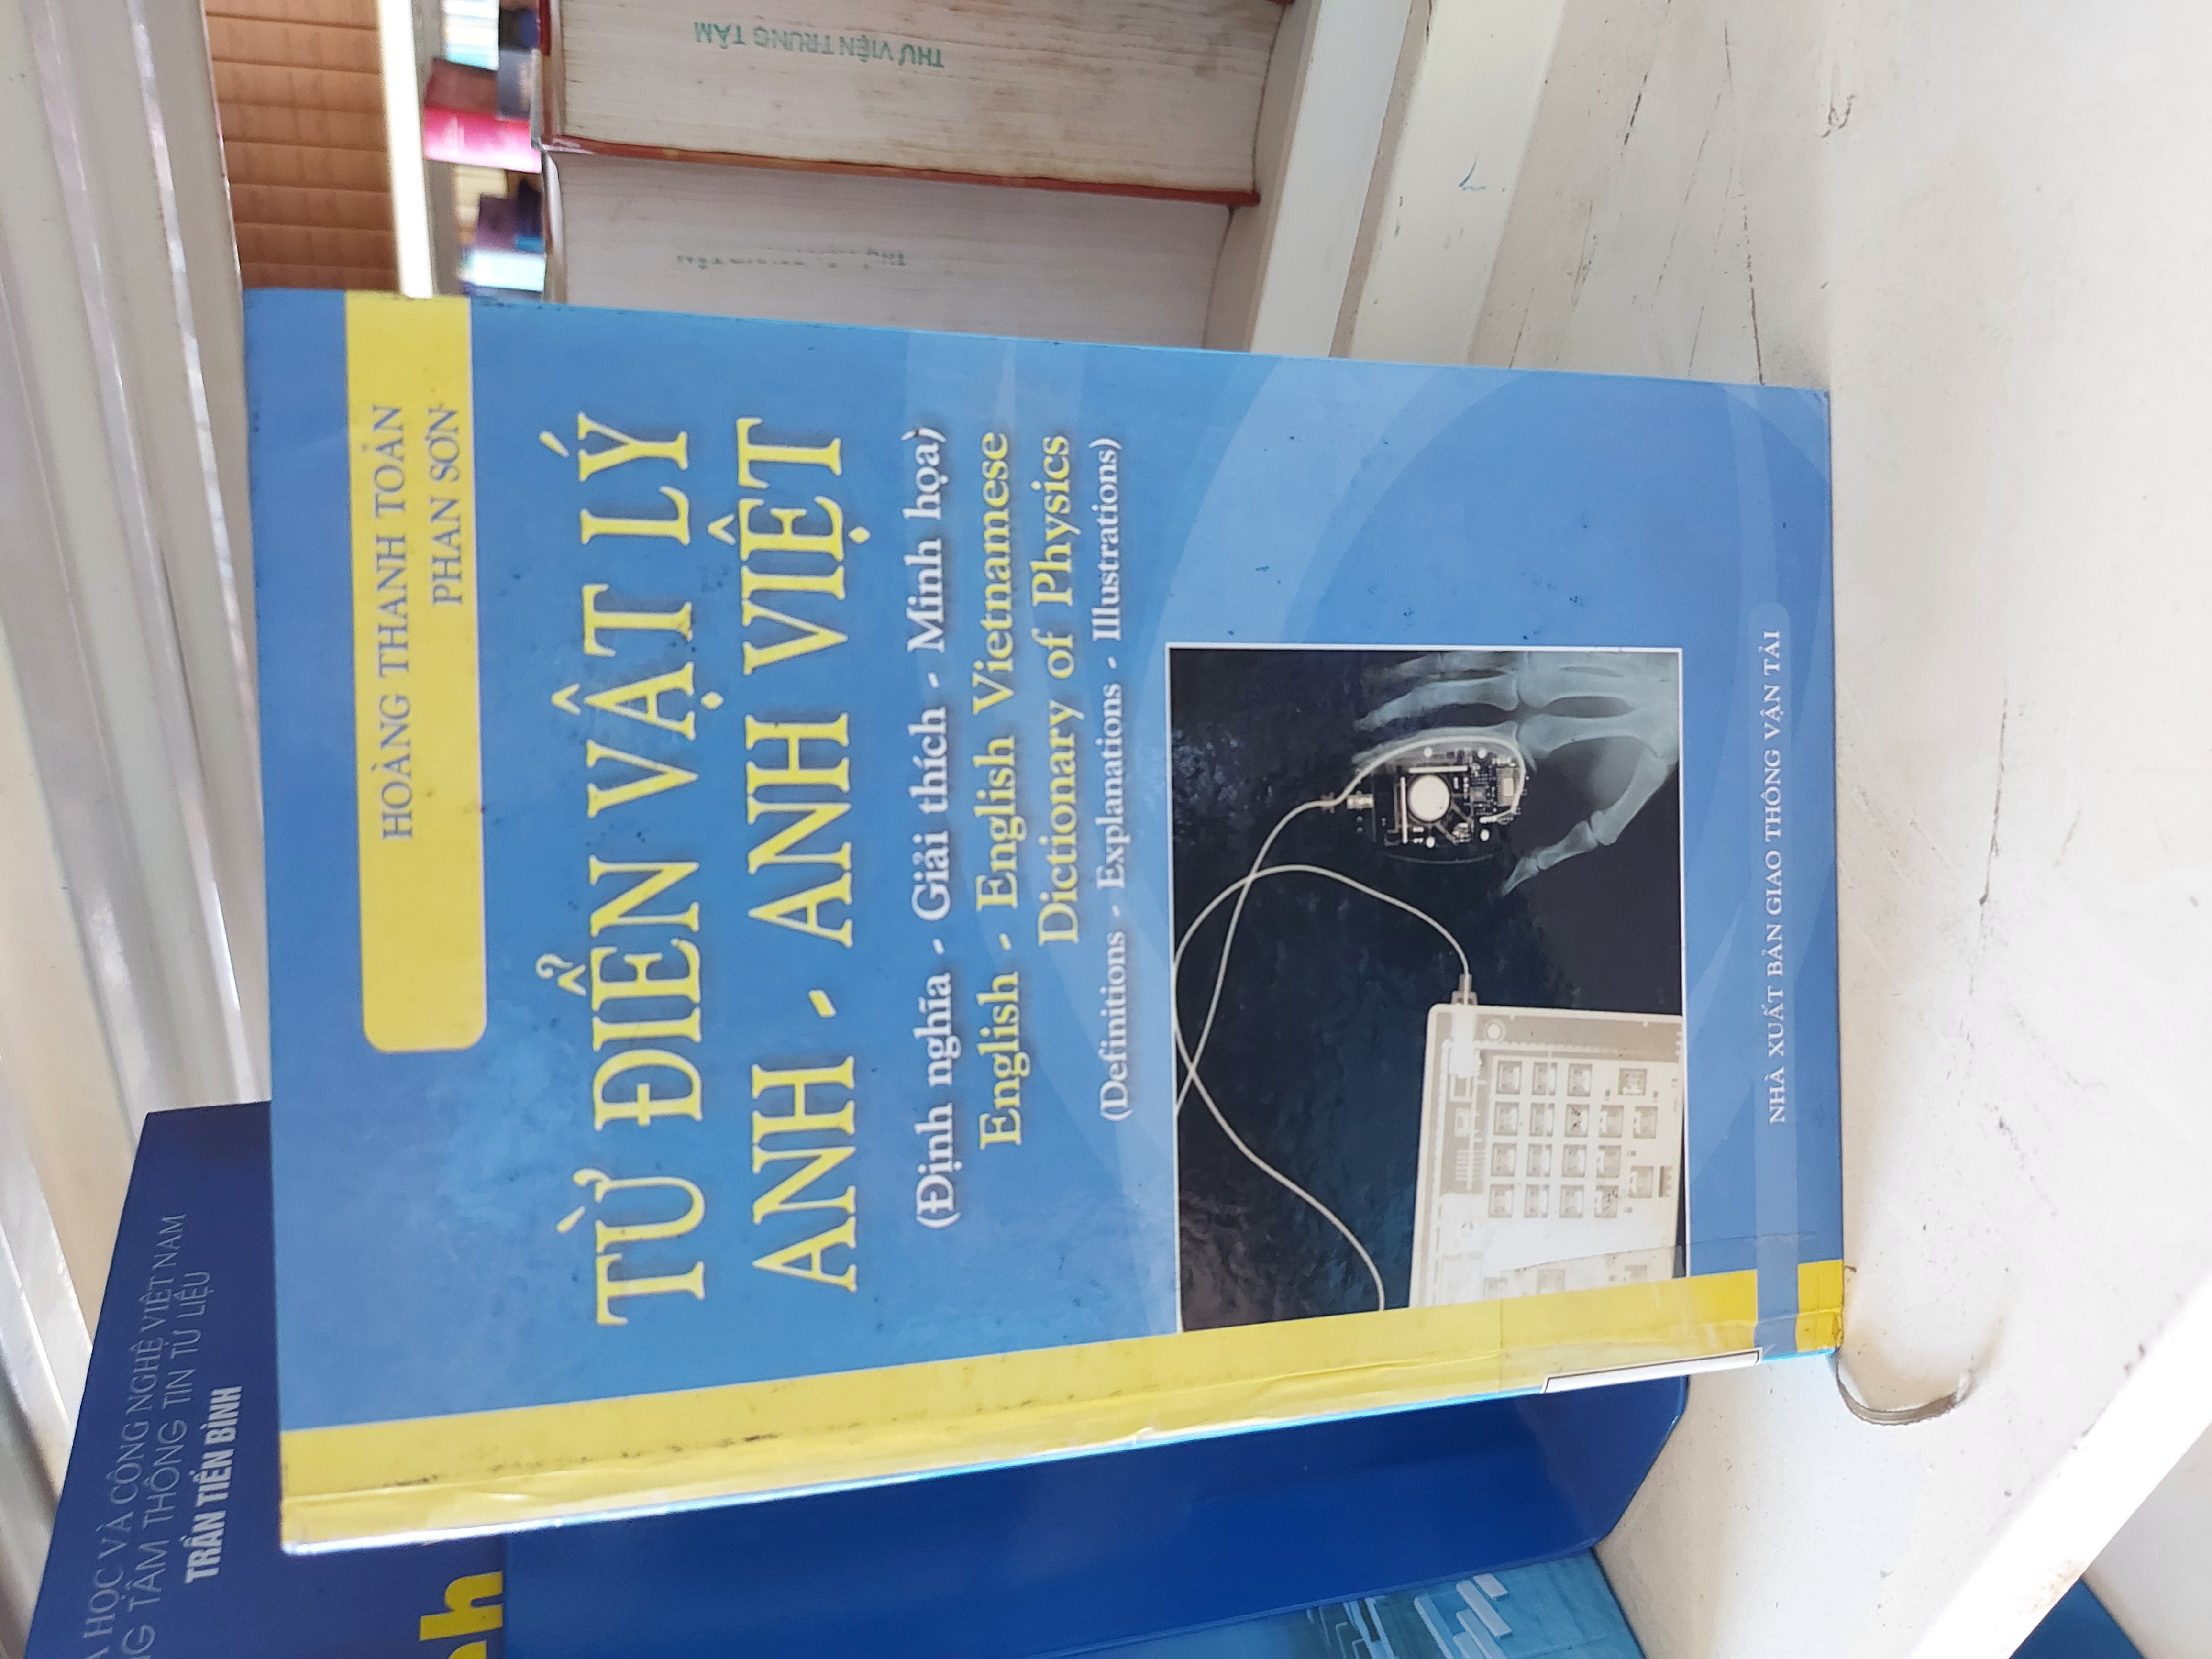 HỌC VÀ CÔNG NGHỆ VIỆT NAM
TÂM THÔNG TIN TƯ LIỆU
TRẦN TIẾN BÌNH
HOÀNG THANH TOẢN
PHAN SƠN
TỪ ĐIỂN VẬT LÝ
ANH - ANH VIỆT
(Định nghĩa - Giải thích - Minh họa)
English - English Vietnamese
Dictionary of Physics
(Definitions - Explanations - Illustrations)
NHÀ XUẤT BẢN GIAO THÔNG VẬN TẢI
THƯ VIỆN TRUNG TÂM